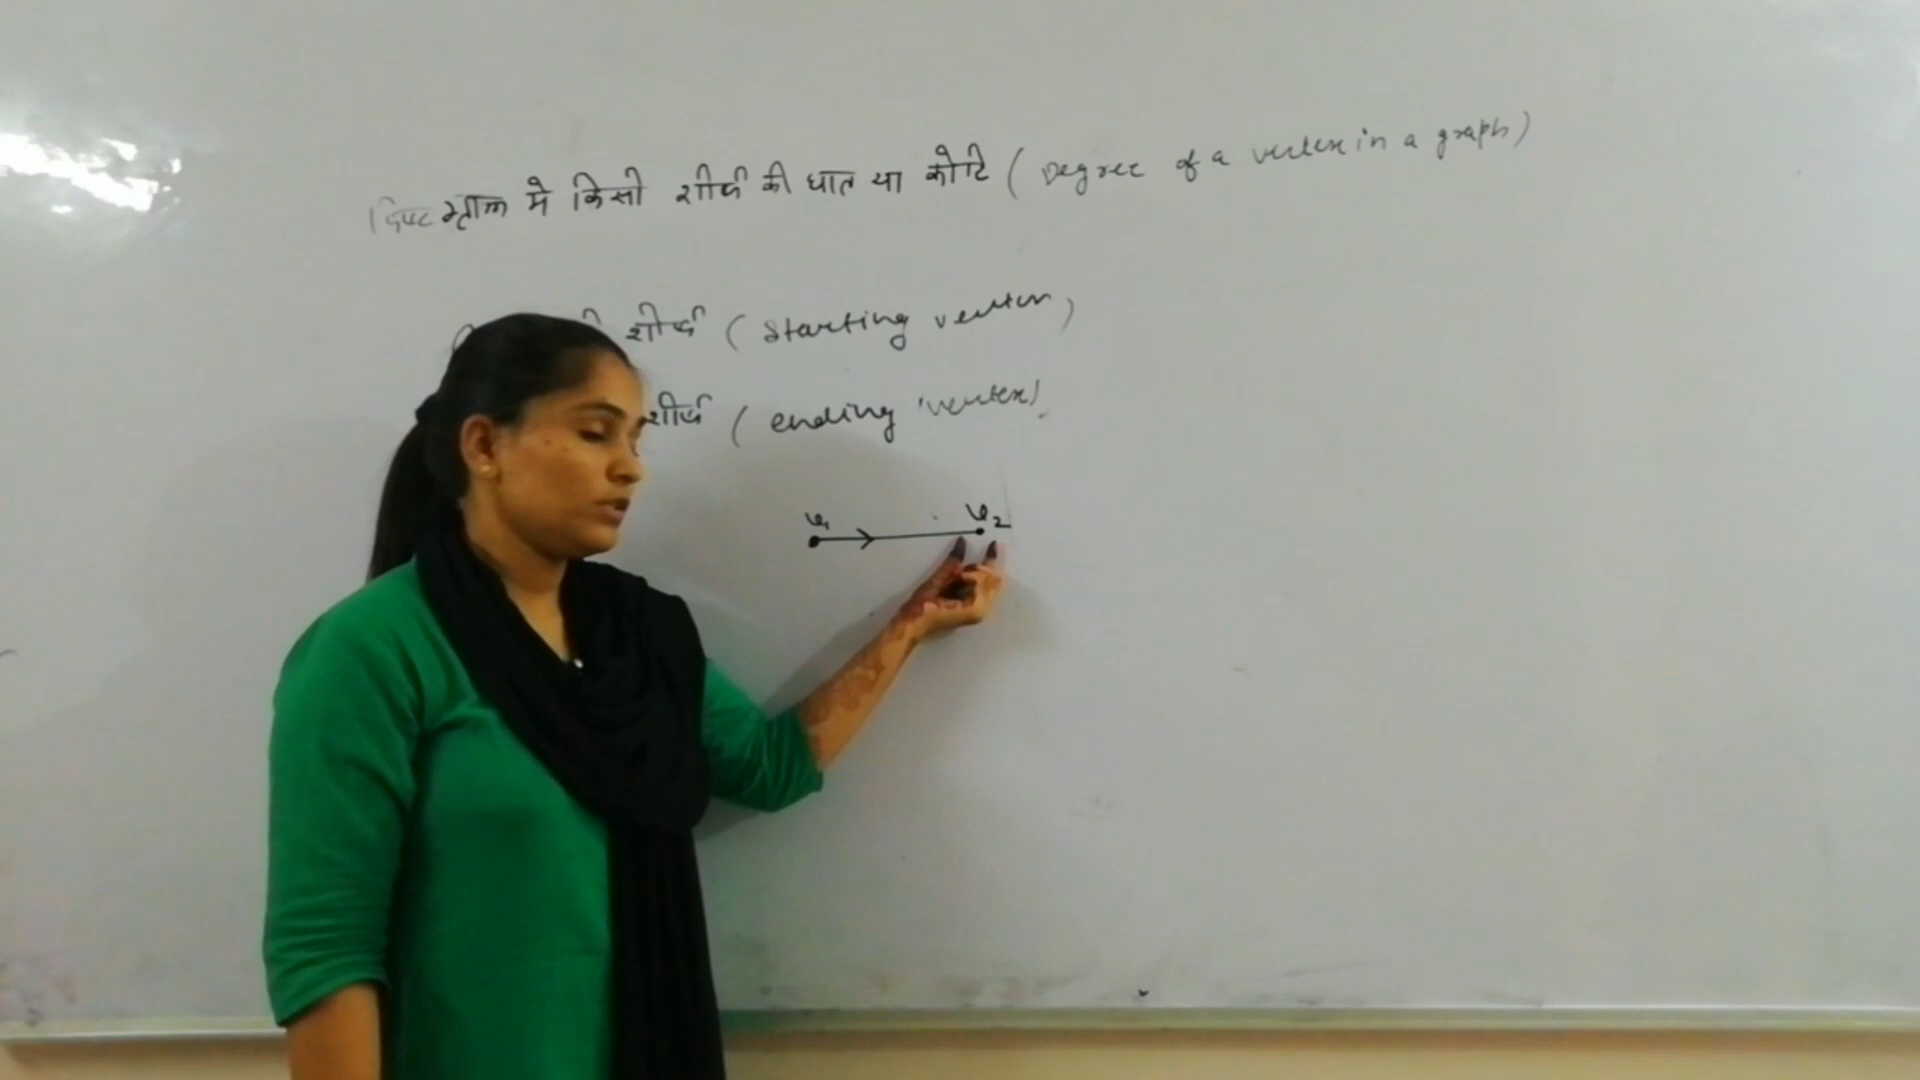 दिष्ट ग्राफ मे किसी शीर्ष की घात या कोटि ( Degree of a vertex in a graph )
शीर्ष ( Starting vertex )
शीर्ष ( ending vertex ).
v₁ v₂